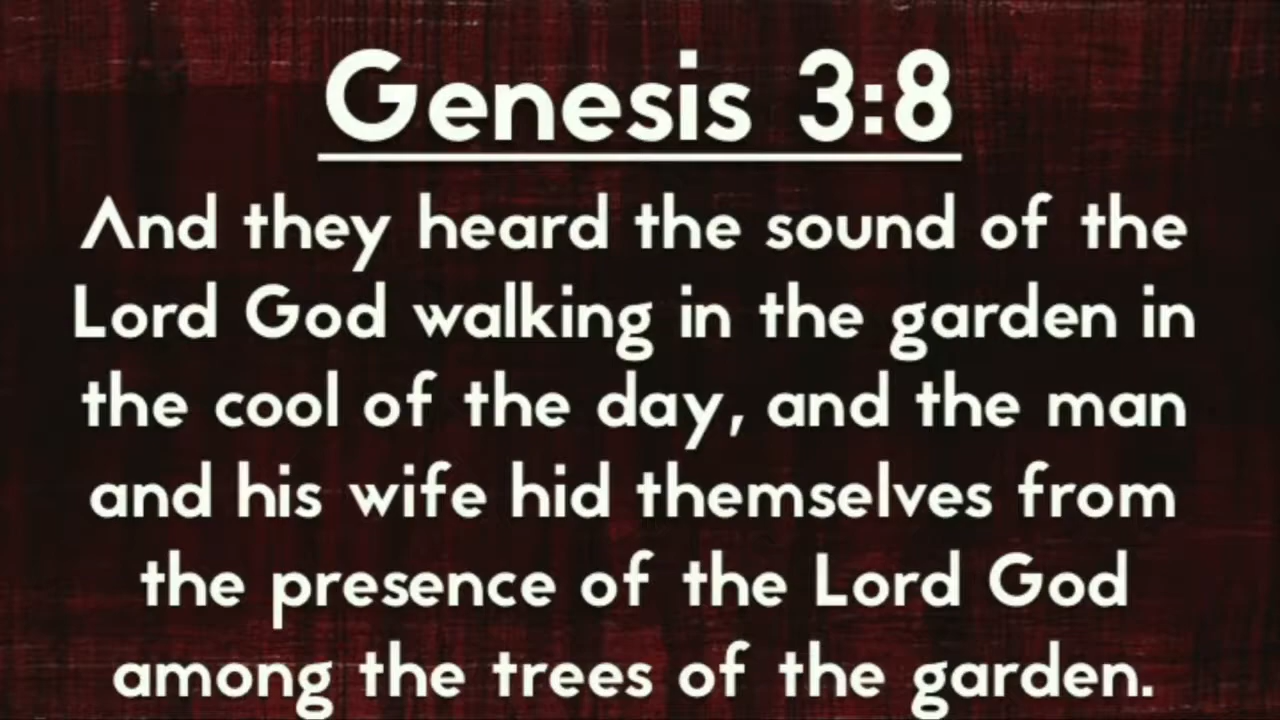 Genesis 3:8
And they heard the sound of the
Lord God walking in the garden in
the cool of the day, and the man
and his wife hid themselves from
the presence of the Lord God
among the trees of the garden.